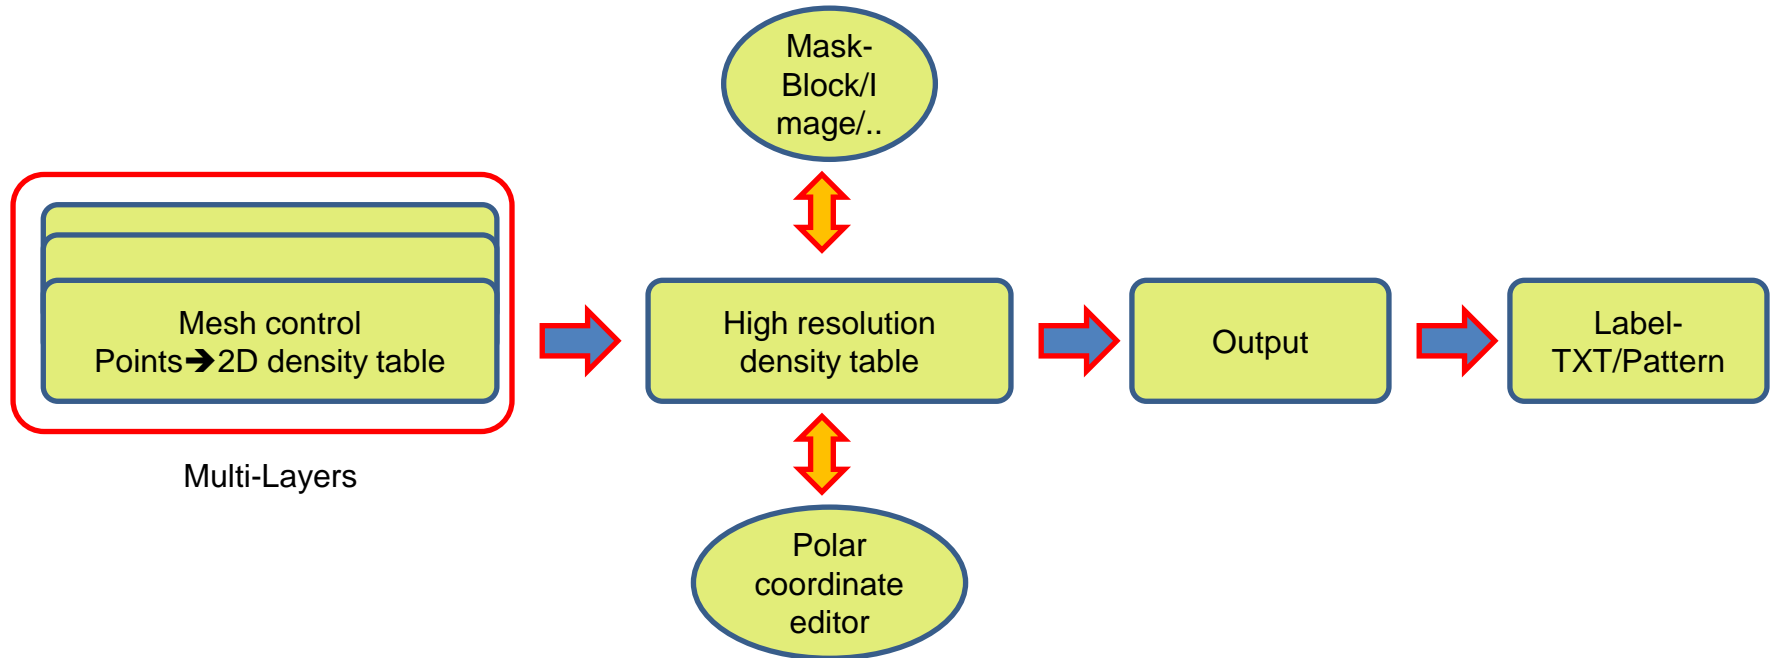 Mask-
Block/I
mage/..
Mesh control
Points➔2D density table
High resolution
density table
Output
Label-
TXT/Pattern
Multi-Layers
Polar
coordinate
editor